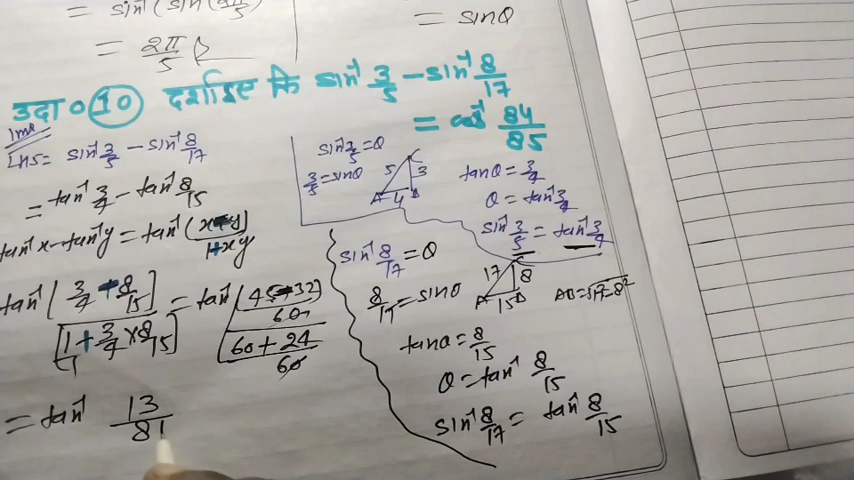 = sin⁻¹(sin(2π/5)
= 2π/5
= sinθ
उदा० 10 दर्शाइए कि sin⁻¹ 3/5 - sin⁻¹ 8/17
= cos⁻¹ 84/85
Imp
LHS = sin⁻¹ 3/5 - sin⁻¹ 8/17
= tan⁻¹ 3/4 - tan⁻¹ 8/15
tan⁻¹x - tan⁻¹y = tan⁻¹(x-y/1+xy)
tan⁻¹[3/4 - 8/15 / 1/1 + 3/4 × 8/15] = tan⁻¹(45-32/60 / 60+24/60)
= tan⁻¹ 13/81
sin⁻¹ 3/5 = θ
3/5 = sinθ
5 3
A 4 B
C
tanθ = 3/4
θ = tan⁻¹ 3/4
sin⁻¹ 3/5 = tan⁻¹ 3/4
sin⁻¹ 8/17 = θ
8/17 = sinθ
C
17 8
A 15 B
AB = √17²-8²
tanθ = 8/15
θ = tan⁻¹ 8/15
sin⁻¹ 8/17 = tan⁻¹ 8/15